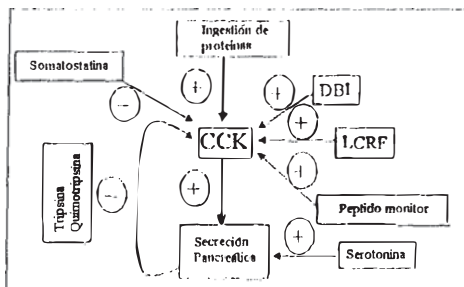 Ingestión de
proteínas
Somatostatina
+
+
DBI
−
+
CCK
LCRF
+
+
Tripsina
Quimotripsina
−
Peptido monitor
+
Secreción
Pancreática
Serotonina